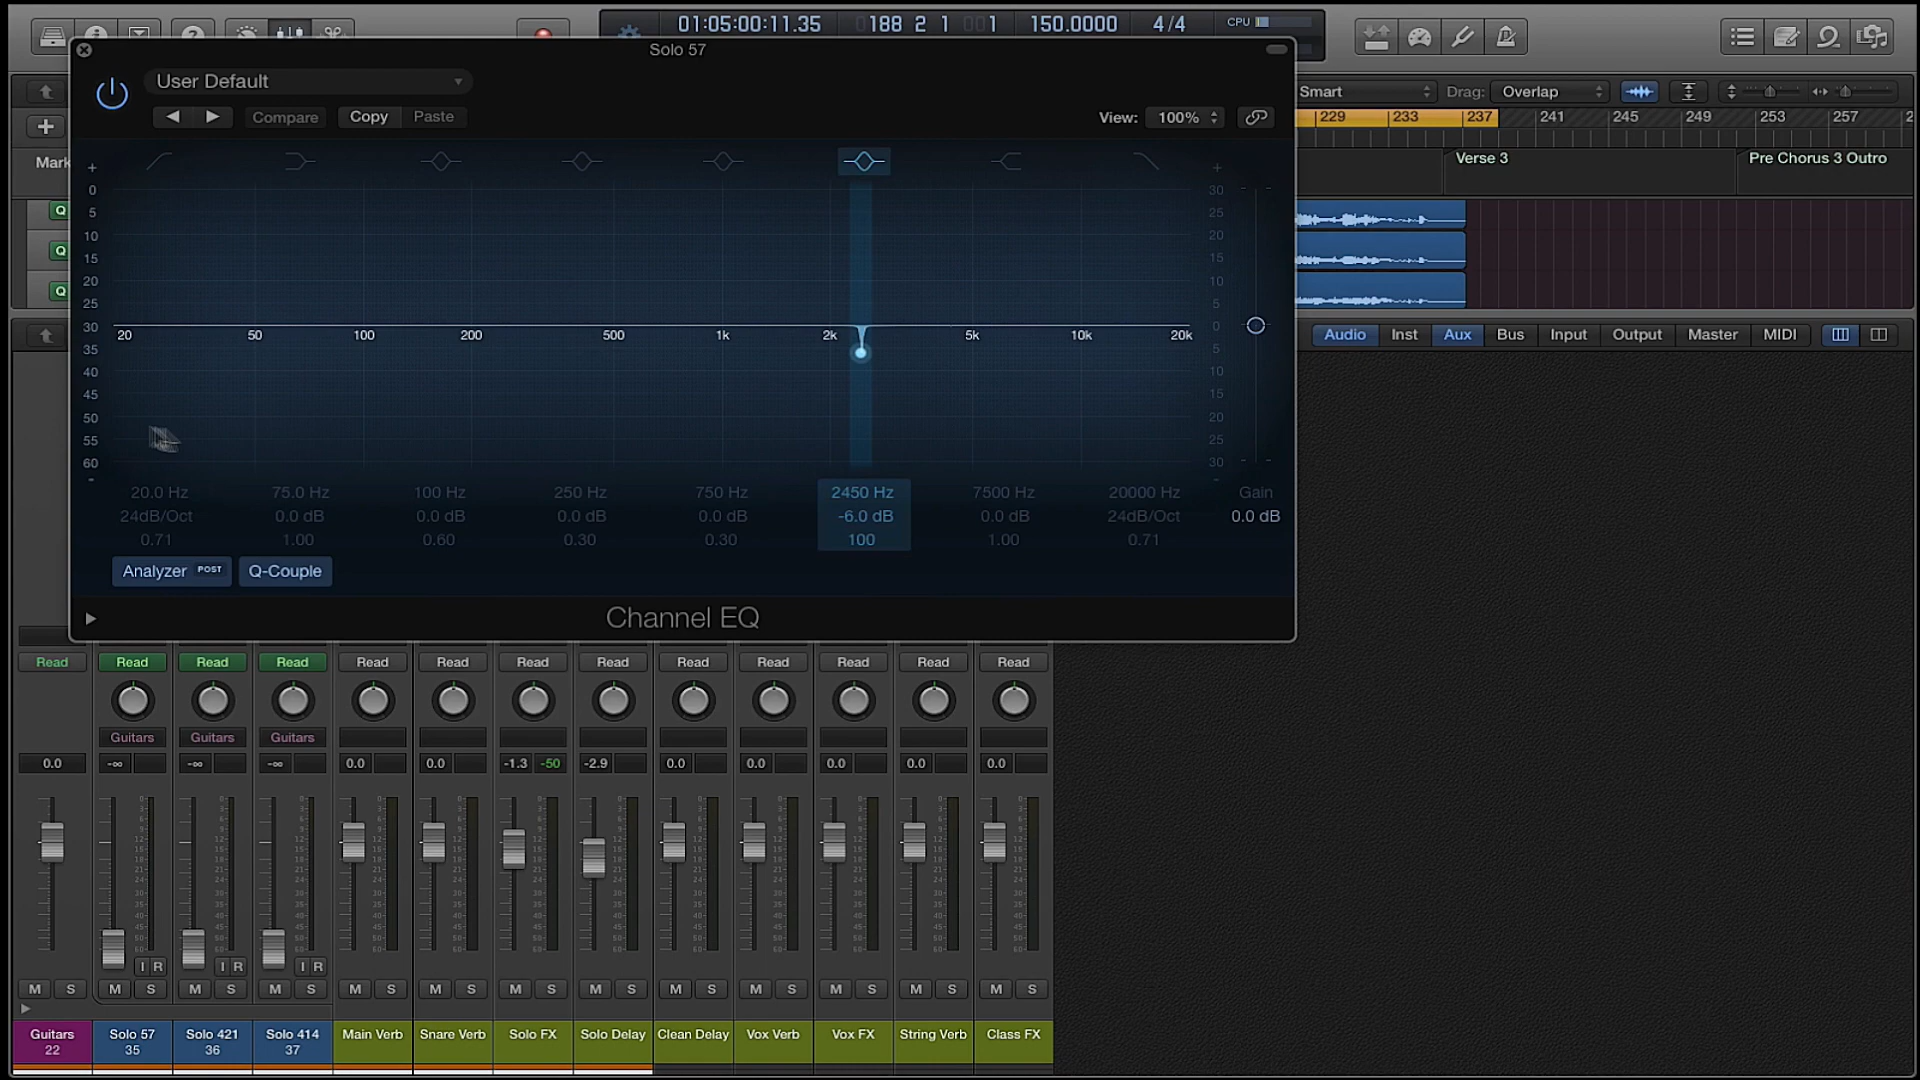 01:05:00:11.35 188 2 1 001 150.0000 4/4 CPU
Solo 57
User Default
Compare Copy Paste View: 100%
Smart Drag: Overlap
229 233 237 241 245 249 253 257
Mark Verse 3 Pre Chorus 3 Outro
Q
Q
Q
+ +
0 30
5 25
10 20
15 15
20 10
25 5
30 0
20 50 100 200 500 1k 2k 5k 10k 20k
35 5
40 10
45 15
50 20
55 25
60 30
- -
Audio Inst Aux Bus Input Output Master MIDI
20.0 Hz 75.0 Hz 100 Hz 250 Hz 750 Hz 2450 Hz 7500 Hz 20000 Hz Gain
24dB/Oct 0.0 dB 0.0 dB 0.0 dB 0.0 dB -6.0 dB 0.0 dB 24dB/Oct 0.0 dB
0.71 1.00 0.60 0.30 0.30 100 1.00 0.71
Analyzer POST Q-Couple
Channel EQ
Read Read Read Read Read Read Read Read Read Read Read Read Read
Guitars Guitars Guitars
0.0 -∞ -∞ -∞ 0.0 0.0 -1.3 -50 -2.9 0.0 0.0 0.0 0.0 0.0
I R I R I R
M S M S M S M S M S M S M S M S M S M S M S M S M S
Guitars Solo 57 Solo 421 Solo 414 Main Verb Snare Verb Solo FX Solo Delay Clean Delay Vox Verb Vox FX String Verb Class FX
22 35 36 37